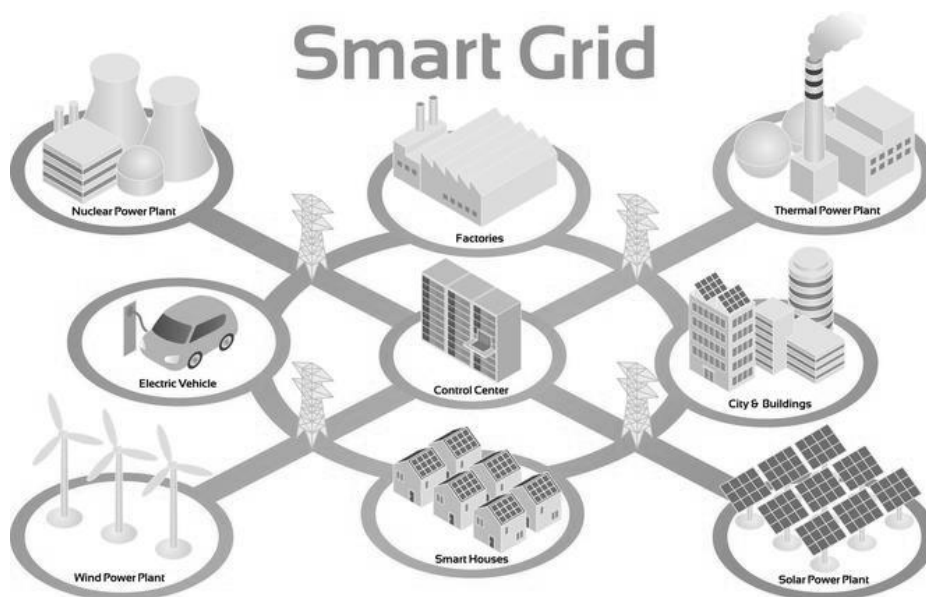 Smart Grid
Nuclear Power Plant
Factories
Thermal Power Plant
Electric Vehicle
Control Center
City & Buildings
Wind Power Plant
Smart Houses
Solar Power Plant